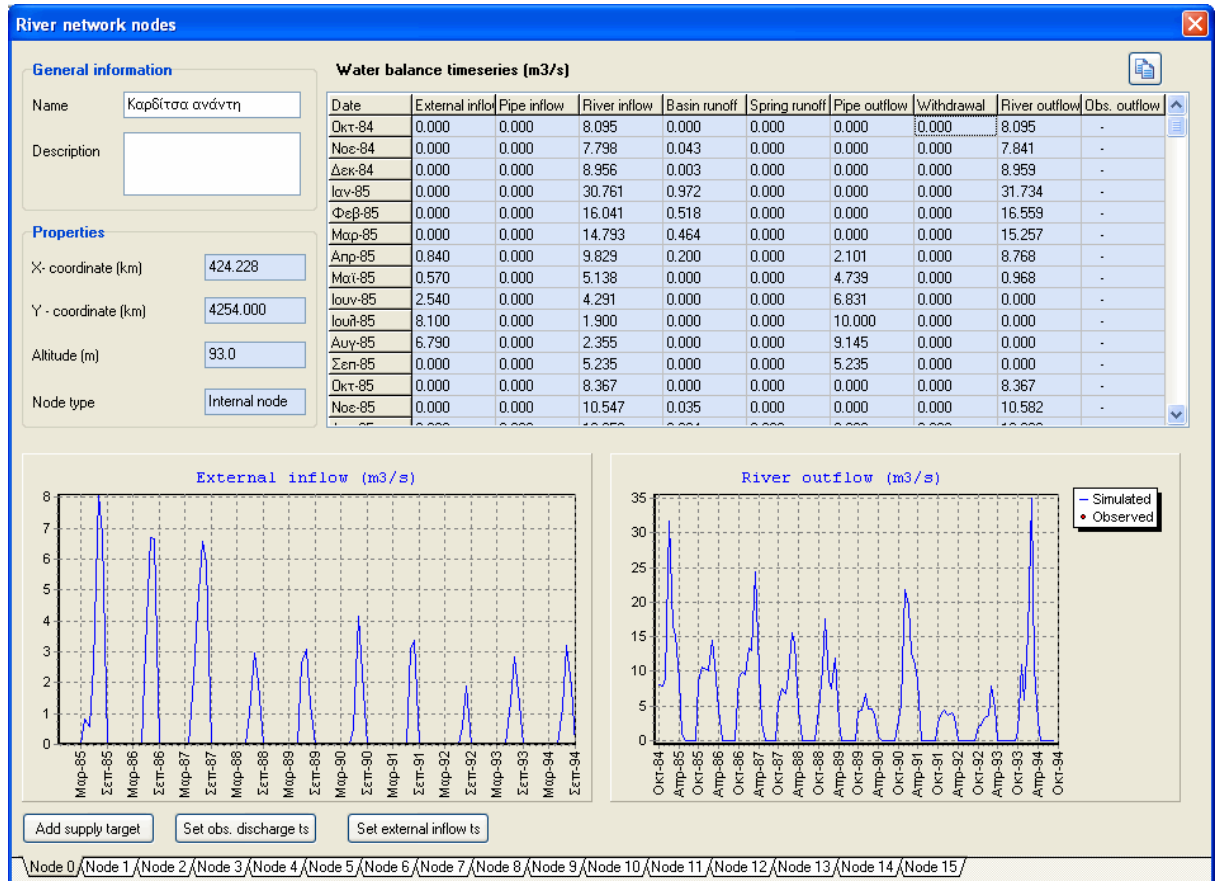 River network nodes
General information
Name Καρδίτσα ανάντη
Description
Properties
X- coordinate (km) 424.228
Y - coordinate (km) 4254.000
Altitude (m) 93.0
Node type Internal node
Water balance timeseries (m3/s)
Date External inflo Pipe inflow River inflow Basin runoff Spring runoff Pipe outflow Withdrawal River outflow Obs. outflow
Οκτ-84 0.000 0.000 8.095 0.000 0.000 0.000 0.000 8.095 -
Νοε-84 0.000 0.000 7.798 0.043 0.000 0.000 0.000 7.841 -
Δεκ-84 0.000 0.000 8.956 0.003 0.000 0.000 0.000 8.959 -
Ιαν-85 0.000 0.000 30.761 0.972 0.000 0.000 0.000 31.734 -
Φεβ-85 0.000 0.000 16.041 0.518 0.000 0.000 0.000 16.559 -
Μαρ-85 0.000 0.000 14.793 0.464 0.000 0.000 0.000 15.257 -
Απρ-85 0.840 0.000 9.829 0.200 0.000 2.101 0.000 8.768 -
Μαϊ-85 0.570 0.000 5.138 0.000 0.000 4.739 0.000 0.968 -
Ιουν-85 2.540 0.000 4.291 0.000 0.000 6.831 0.000 0.000 -
Ιουλ-85 8.100 0.000 1.900 0.000 0.000 10.000 0.000 0.000 -
Αυγ-85 6.790 0.000 2.355 0.000 0.000 9.145 0.000 0.000 -
Σεπ-85 0.000 0.000 5.235 0.000 0.000 5.235 0.000 0.000 -
Οκτ-85 0.000 0.000 8.367 0.000 0.000 0.000 0.000 8.367 -
Νοε-85 0.000 0.000 10.547 0.035 0.000 0.000 0.000 10.582 -
External inflow (m3/s)
8
7
6
5
4
3
2
1
0
Μαρ-85 Σεπ-85 Μαρ-86 Σεπ-86 Μαρ-87 Σεπ-87 Μαρ-88 Σεπ-88 Μαρ-89 Σεπ-89 Μαρ-90 Σεπ-90 Μαρ-91 Σεπ-91 Μαρ-92 Σεπ-92 Μαρ-93 Σεπ-93 Μαρ-94 Σεπ-94
River outflow (m3/s)
35
30
25
20
15
10
5
0
Οκτ-84 Απρ-85 Οκτ-85 Απρ-86 Οκτ-86 Απρ-87 Οκτ-87 Απρ-88 Οκτ-88 Απρ-89 Οκτ-89 Απρ-90 Οκτ-90 Απρ-91 Οκτ-91 Απρ-92 Οκτ-92 Απρ-93 Οκτ-93 Απρ-94 Οκτ-94
Simulated
Observed
Add supply target Set obs. discharge ts Set external inflow ts
Node 0 Node 1 Node 2 Node 3 Node 4 Node 5 Node 6 Node 7 Node 8 Node 9 Node 10 Node 11 Node 12 Node 13 Node 14 Node 15